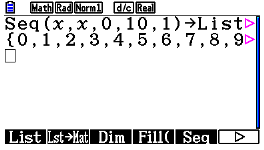 Math Rad Norm1 d/c Real
Seq(x,x,0,10,1)→List
{0,1,2,3,4,5,6,7,8,9
List Lst→Mat Dim Fill( Seq ▷